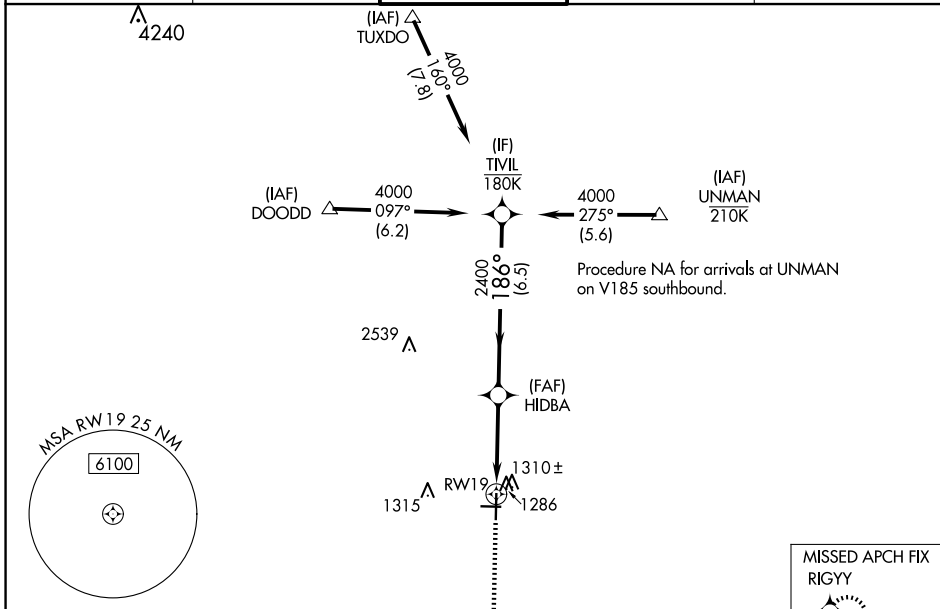 4240
(IAF)
TUXDO
4000
160°
(7.8)
(IF)
TIVIL
180K
(IAF)
DOODD
4000
097°
(6.2)
4000
275°
(5.6)
(IAF)
UNMAN
210K
2400
186°
(6.5)
Procedure NA for arrivals at UNMAN
on V185 southbound.
2539
(FAF)
HIDBA
MSA RW19 25 NM
6100
1310±
RW19
1315
1286
MISSED APCH FIX
RIGYY